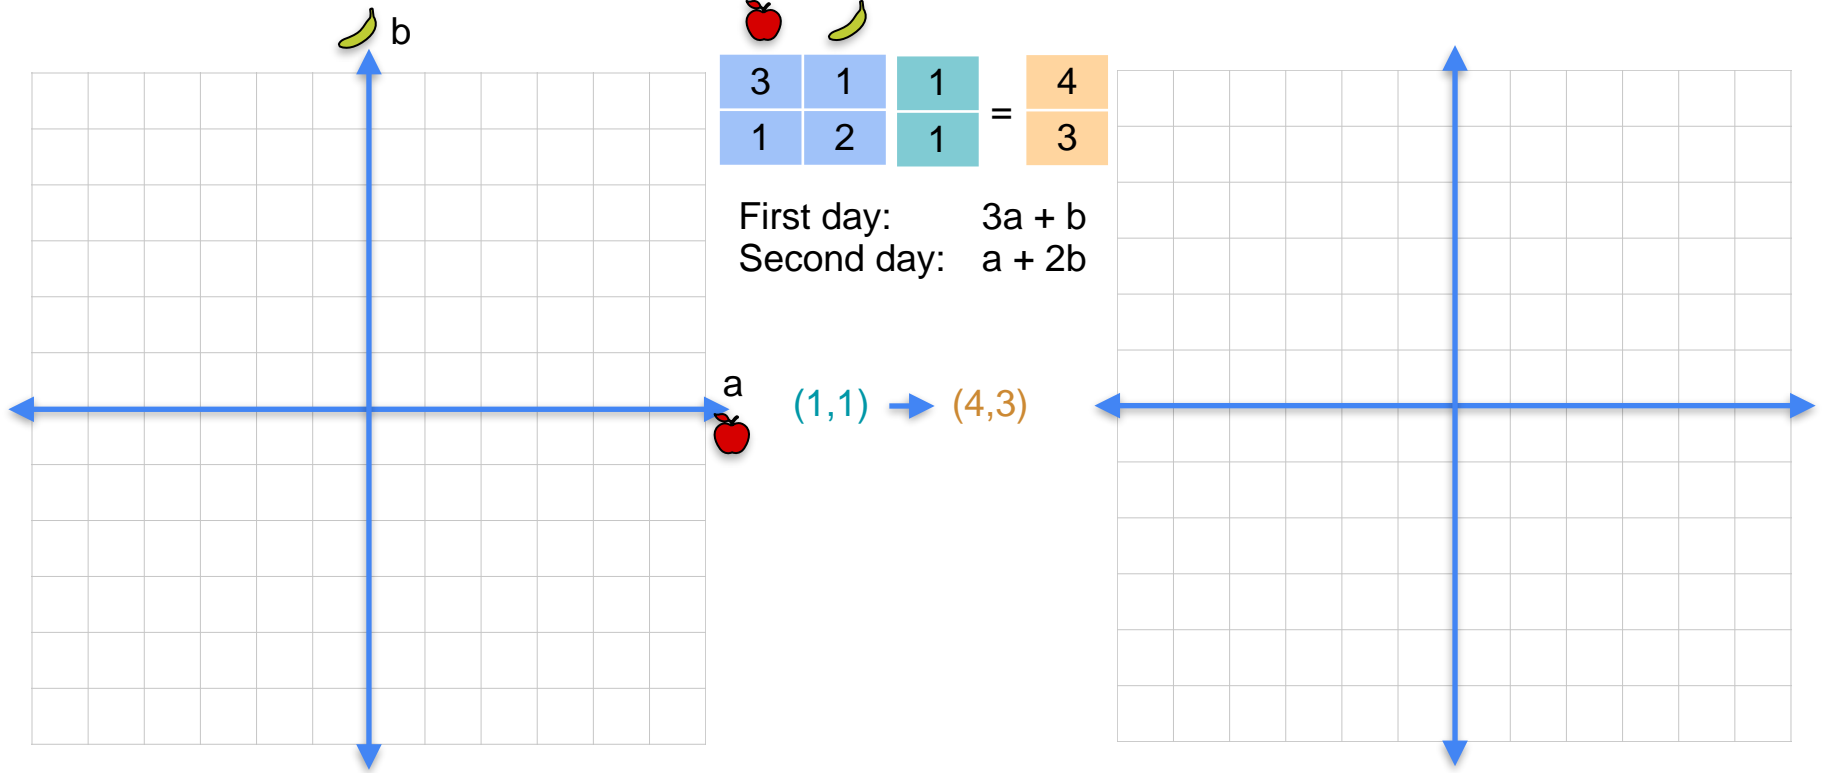 b
3 1 1 = 4
1 2 1 3
First day: 3a + b
Second day: a + 2b
a
(1,1) (4,3)